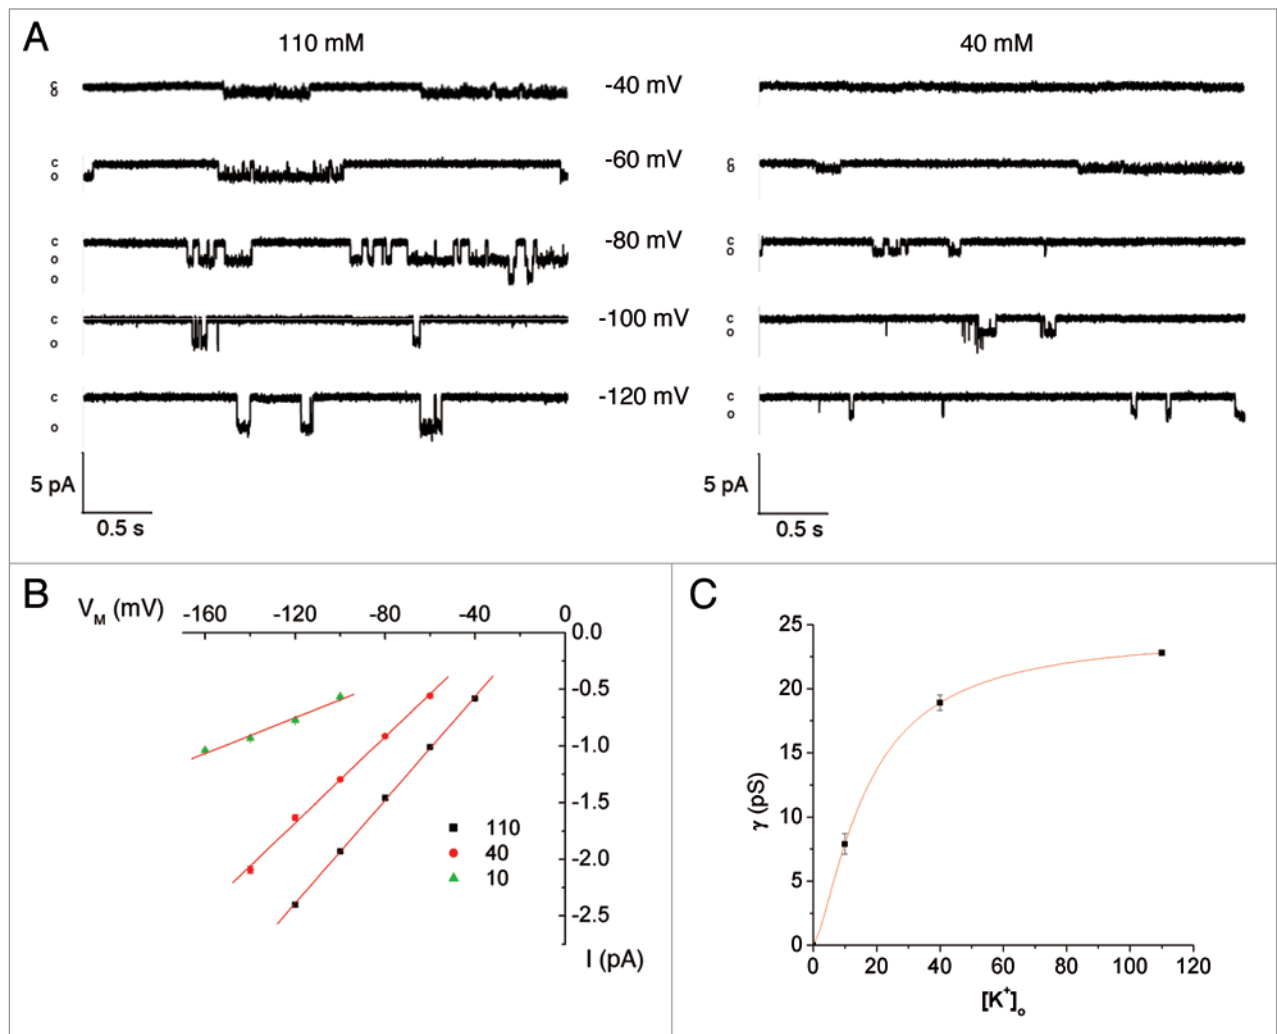 A
110 mM
40 mM
c
o
-40 mV
c
o
-60 mV
c
o
c
o
o
-80 mV
c
o
c
o
-100 mV
c
o
c
o
-120 mV
c
o
5 pA
0.5 s
5 pA
0.5 s
B
V_M (mV)
-160 -120 -80 -40 0
0.0
-0.5
-1.0
-1.5
-2.0
-2.5
I (pA)
110
40
10
C
γ (pS)
25
20
15
10
5
0
0 20 40 60 80 100 120
[K⁺]ₒ